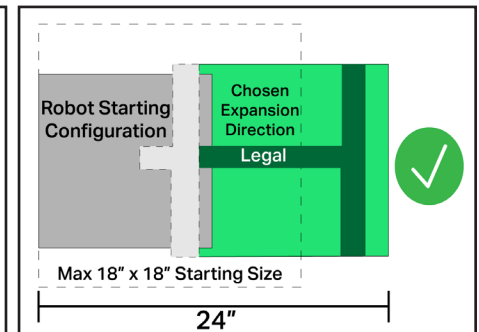 Robot Starting
Configuration
Chosen
Expansion
Direction
Legal
Max 18” x 18” Starting Size
24”